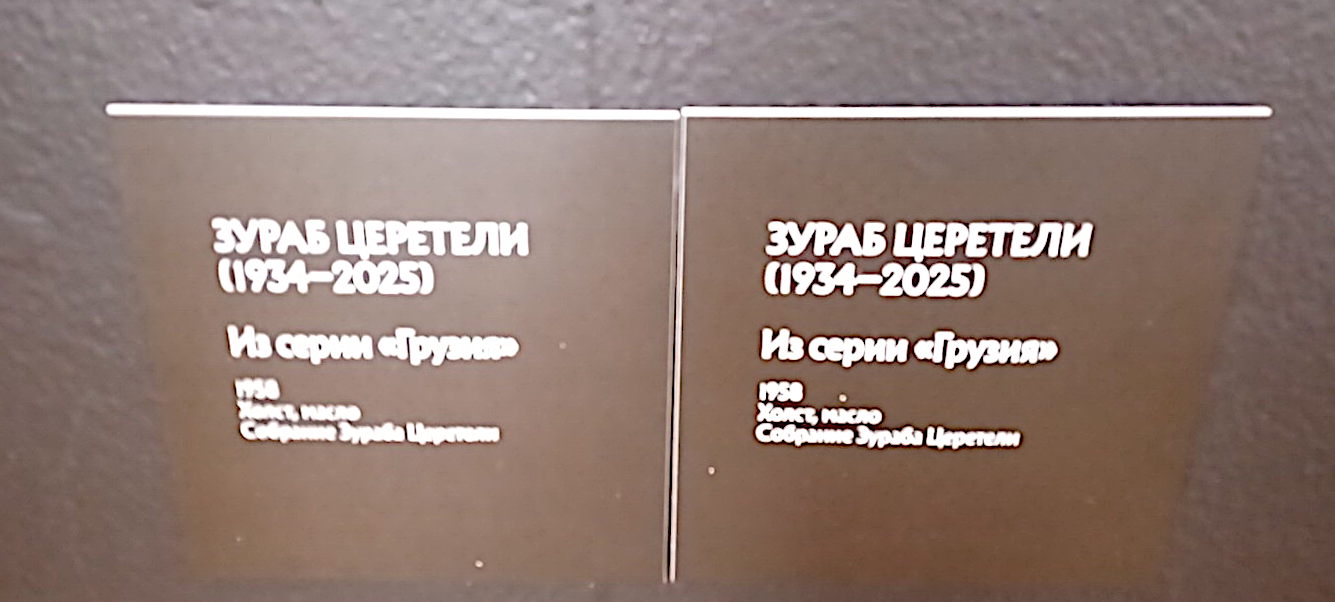 ЗУРАБ ЦЕРЕТЕЛИ
(1934–2025)
Из серии «Грузия»
1958
Холст, масло
Собрание Зураба Церетели
ЗУРАБ ЦЕРЕТЕЛИ
(1934–2025)
Из серии «Грузия»
1958
Холст, масло
Собрание Зураба Церетели